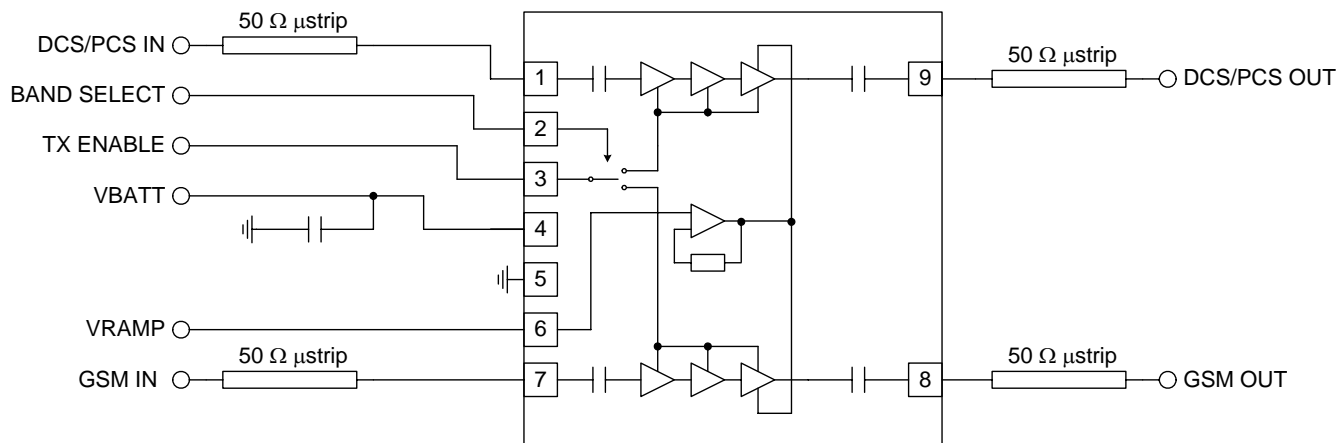 50 Ω μstrip
DCS/PCS IN
BAND SELECT
TX ENABLE
VBATT
VRAMP
50 Ω μstrip
GSM IN
1
2
3
4
5
6
7
9
8
50 Ω μstrip
DCS/PCS OUT
50 Ω μstrip
GSM OUT